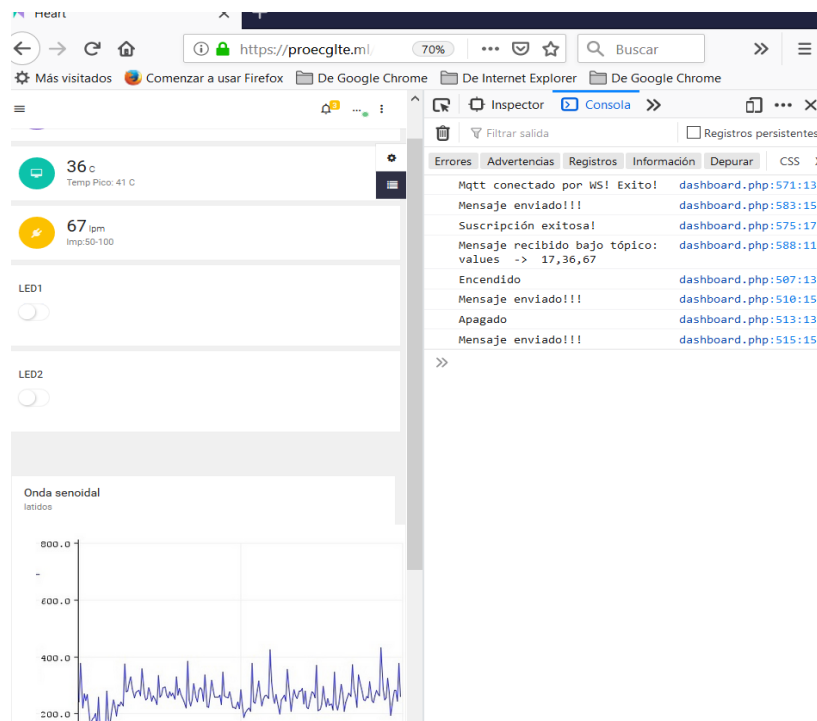 Heart
https://proecglte.ml
70%
Buscar
Más visitados
Comenzar a usar Firefox
De Google Chrome
De Internet Explorer
De Google Chrome
3
36 c
Temp Pico: 41 C
67 lpm
Imp:50-100
LED1
LED2
Onda senoidal
latidos
800.0
600.0
400.0
200.0
Inspector
Consola
Filtrar salida
Registros persistentes
Errores Advertencias Registros Información Depurar CSS
Mqtt conectado por WS! Exito! dashboard.php:571:13
Mensaje enviado!!! dashboard.php:583:15
Suscripción exitosa! dashboard.php:575:17
Mensaje recibido bajo tópico: dashboard.php:588:11
values -> 17,36,67
Encendido dashboard.php:507:13
Mensaje enviado!!! dashboard.php:510:15
Apagado dashboard.php:513:13
Mensaje enviado!!! dashboard.php:515:15